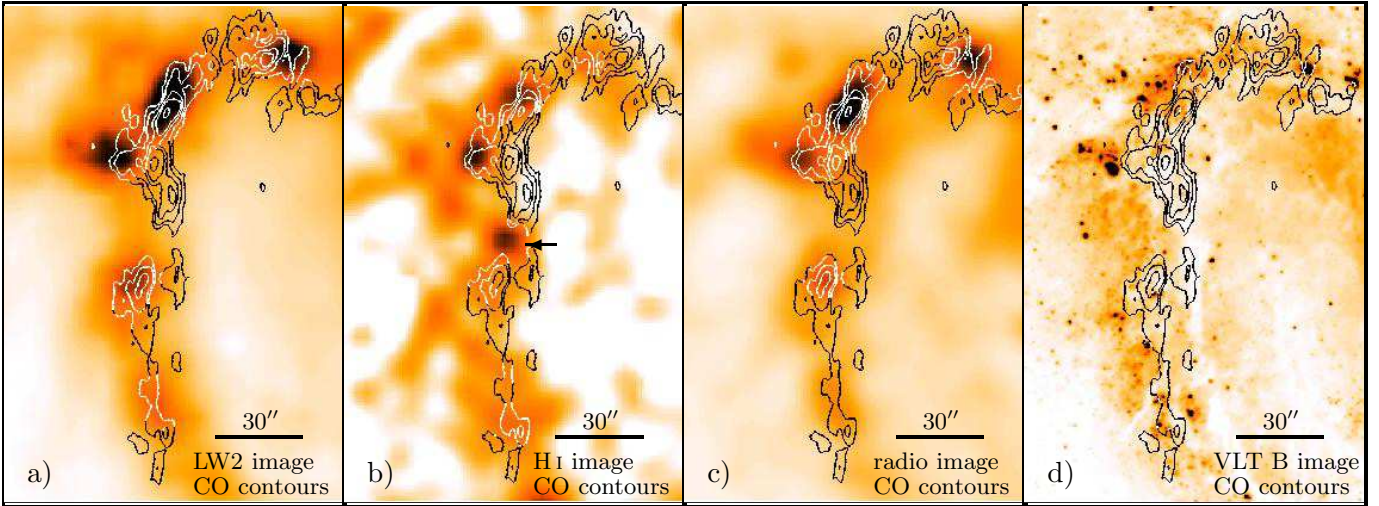 30″
a)
LW2 image
CO contours
30″
b)
H I image
CO contours
30″
c)
radio image
CO contours
30″
d)
VLT B image
CO contours